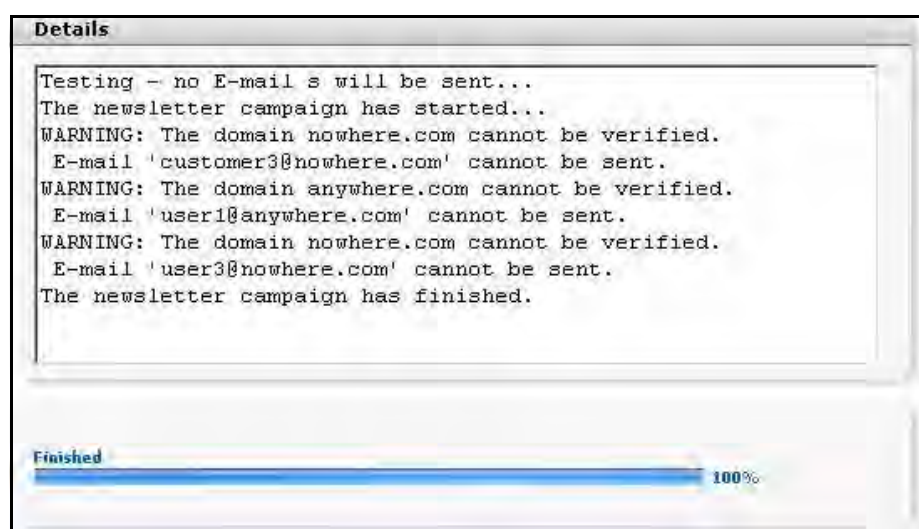 Details
Testing - no E-mail s will be sent...
The newsletter campaign has started...
WARNING: The domain nowhere.com cannot be verified.
E-mail 'customer3@nowhere.com' cannot be sent.
WARNING: The domain anywhere.com cannot be verified.
E-mail 'user1@anywhere.com' cannot be sent.
WARNING: The domain nowhere.com cannot be verified.
E-mail 'user3@nowhere.com' cannot be sent.
The newsletter campaign has finished.
Finished
100%